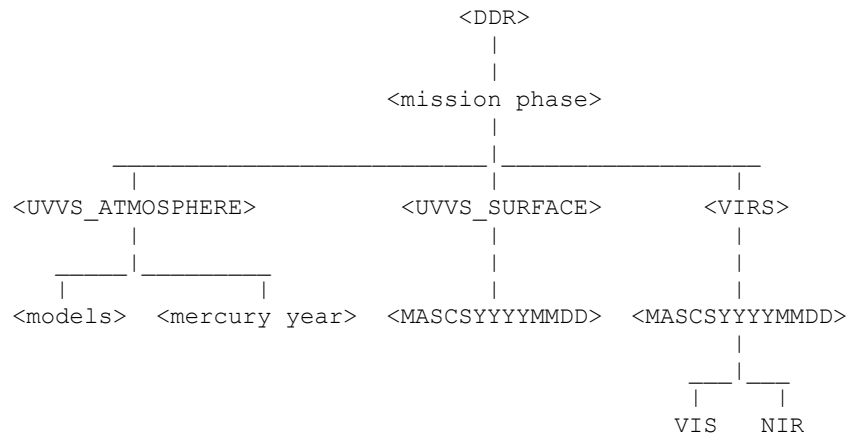 <DDR>
<mission phase>
<UVVS_ATMOSPHERE> <UVVS_SURFACE> <VIRS>
<models> <mercury year> <MASCSYYYYMMDD> <MASCSYYYYMMDD>
VIS NIR